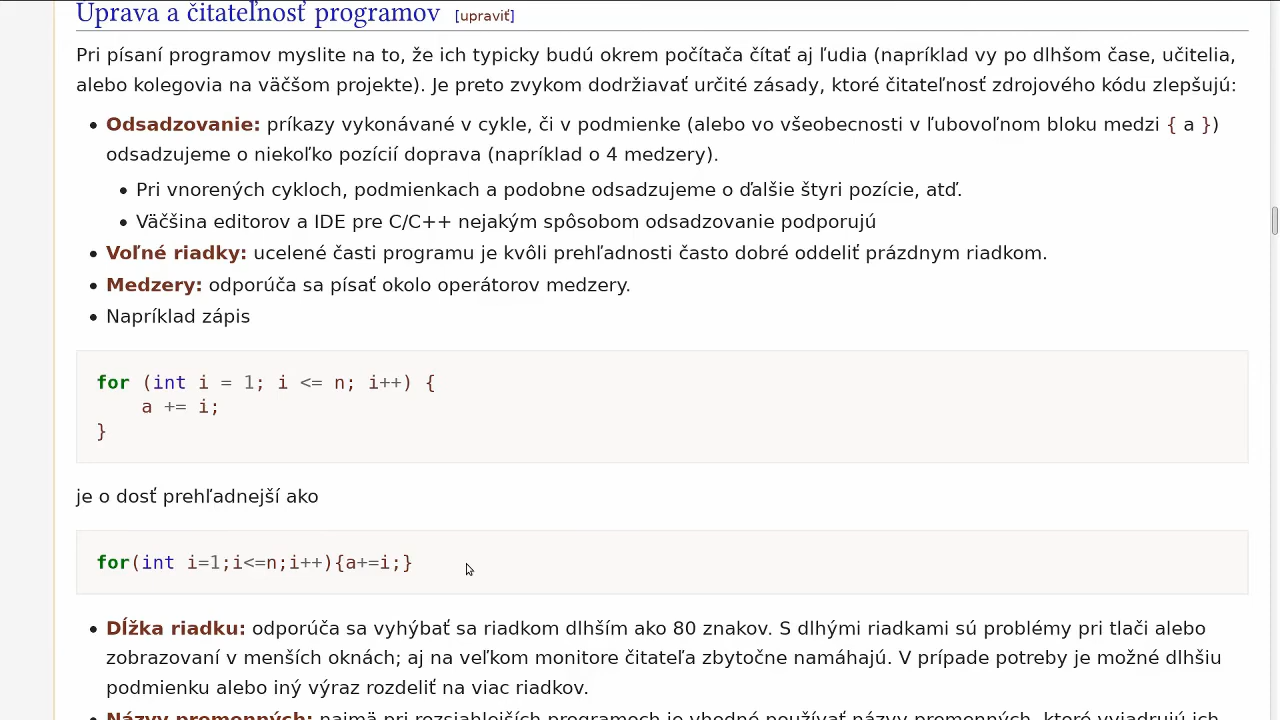 Úprava a čitateľnosť programov [upraviť]
Pri písaní programov myslite na to, že ich typicky budú okrem počítača čítať aj ľudia (napríklad vy po dlhšom čase, učitelia,
alebo kolegovia na väčšom projekte). Je preto zvykom dodržiavať určité zásady, ktoré čitateľnosť zdrojového kódu zlepšujú:
• Odsadzovanie: príkazy vykonávané v cykle, či v podmienke (alebo vo všeobecnosti v ľubovoľnom bloku medzi { a })
odsadzujeme o niekoľko pozícií doprava (napríklad o 4 medzery).
• Pri vnorených cykloch, podmienkach a podobne odsadzujeme o ďalšie štyri pozície, atď.
• Väčšina editorov a IDE pre C/C++ nejakým spôsobom odsadzovanie podporujú
• Voľné riadky: ucelené časti programu je kvôli prehľadnosti často dobré oddeliť prázdnym riadkom.
• Medzery: odporúča sa písať okolo operátorov medzery.
• Napríklad zápis
for (int i = 1; i <= n; i++) {
    a += i;
}
je o dosť prehľadnejší ako
for(int i=1;i<=n;i++){a+=i;}
• Dĺžka riadku: odporúča sa vyhýbať sa riadkom dlhším ako 80 znakov. S dlhými riadkami sú problémy pri tlači alebo
zobrazovaní v menších oknách; aj na veľkom monitore čitateľa zbytočne namáhajú. V prípade potreby je možné dlhšiu
podmienku alebo iný výraz rozdeliť na viac riadkov.
• Názvy premenných: najmä pri rozsiahlejších programoch je vhodné používať názvy premenných, ktoré vyjadrujú ich